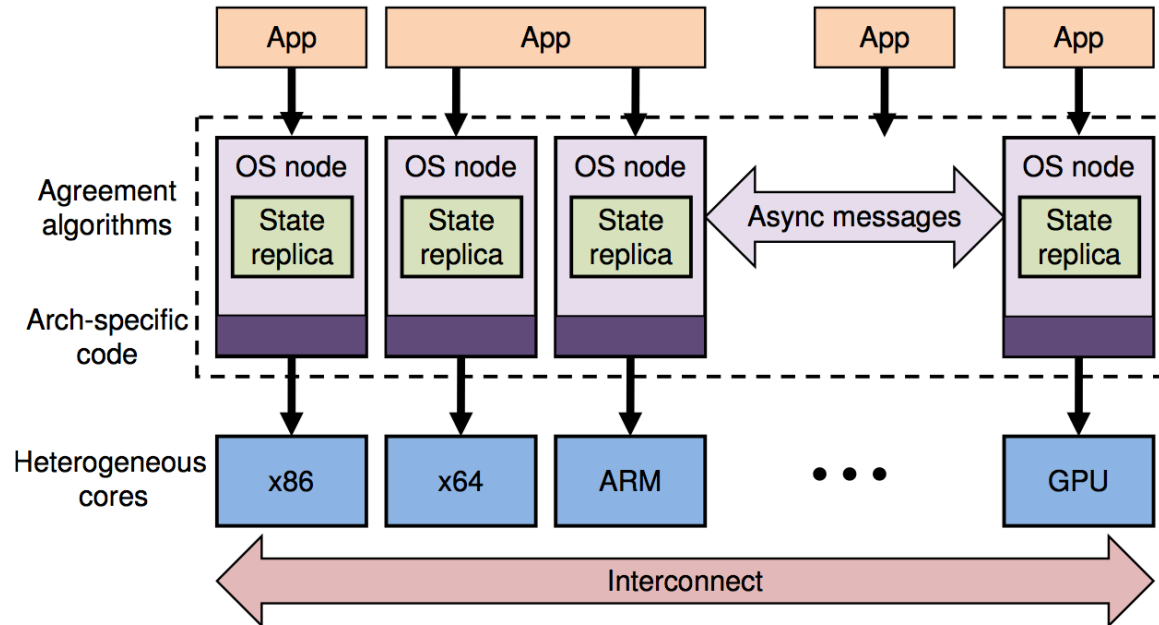 App
App
App
App
OS node
OS node
OS node
OS node
Agreement
algorithms
State
replica
State
replica
State
replica
Async messages
State
replica
Arch-specific
code
Heterogeneous
cores
x86
x64
ARM
GPU
Interconnect